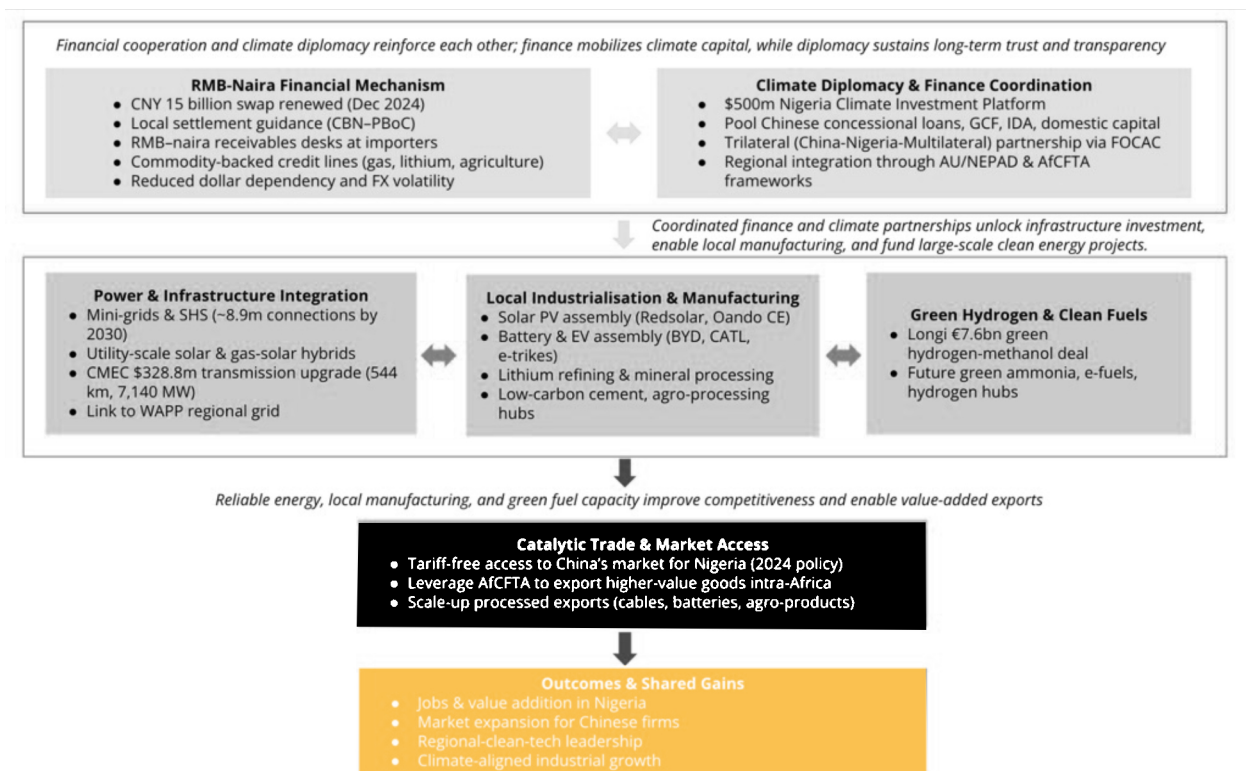 Financial cooperation and climate diplomacy reinforce each other; finance mobilizes climate capital, while diplomacy sustains long-term trust and transparency
RMB-Naira Financial Mechanism
● CNY 15 billion swap renewed (Dec 2024)
● Local settlement guidance (CBN–PBoC)
● RMB–naira receivables desks at importers
● Commodity-backed credit lines (gas, lithium, agriculture)
● Reduced dollar dependency and FX volatility
Climate Diplomacy & Finance Coordination
● $500m Nigeria Climate Investment Platform
● Pool Chinese concessional loans, GCF, IDA, domestic capital
● Trilateral (China-Nigeria-Multilateral) partnership via FOCAC
● Regional integration through AU/NEPAD & AfCFTA
frameworks
Coordinated finance and climate partnerships unlock infrastructure investment,
enable local manufacturing, and fund large-scale clean energy projects.
Power & Infrastructure Integration
● Mini-grids & SHS (~8.9m connections by
2030)
● Utility-scale solar & gas-solar hybrids
● CMEC $328.8m transmission upgrade (544
km, 7,140 MW)
● Link to WAPP regional grid
Local Industrialisation & Manufacturing
● Solar PV assembly (Redsolar, Oando CE)
● Battery & EV assembly (BYD, CATL,
e-trikes)
● Lithium refining & mineral processing
● Low-carbon cement, agro-processing
hubs
Green Hydrogen & Clean Fuels
● Longi €7.6bn green
hydrogen-methanol deal
● Future green ammonia, e-fuels,
hydrogen hubs
Reliable energy, local manufacturing, and green fuel capacity improve competitiveness and enable value-added exports
Catalytic Trade & Market Access
● Tariff-free access to China's market for Nigeria (2024 policy)
● Leverage AfCFTA to export higher-value goods intra-Africa
● Scale-up processed exports (cables, batteries, agro-products)
Outcomes & Shared Gains
● Jobs & value addition in Nigeria
● Market expansion for Chinese firms
● Regional-clean-tech leadership
● Climate-aligned industrial growth